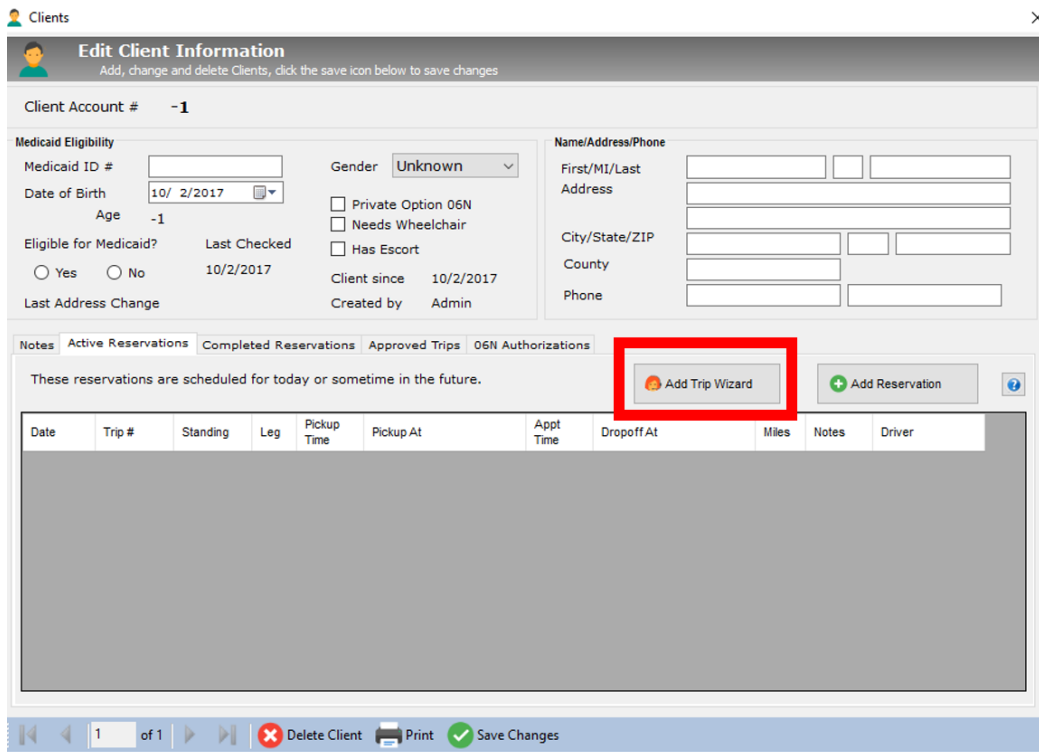 Clients
Edit Client Information
Add, change and delete Clients, click the save icon below to save changes
Client Account # -1
Medicaid Eligibility
Medicaid ID #
Gender Unknown
Date of Birth 10/ 2/2017
Age -1
Private Option 06N
Needs Wheelchair
Has Escort
Eligible for Medicaid? Last Checked
Yes No 10/2/2017
Client since 10/2/2017
Last Address Change
Created by Admin
Name/Address/Phone
First/MI/Last
Address
City/State/ZIP
County
Phone
Notes Active Reservations Completed Reservations Approved Trips 06N Authorizations
These reservations are scheduled for today or sometime in the future.
Add Trip Wizard Add Reservation ?
Date Trip # Standing Leg Pickup Time Pickup At Appt Time Dropoff At Miles Notes Driver
1 of 1 Delete Client Print Save Changes